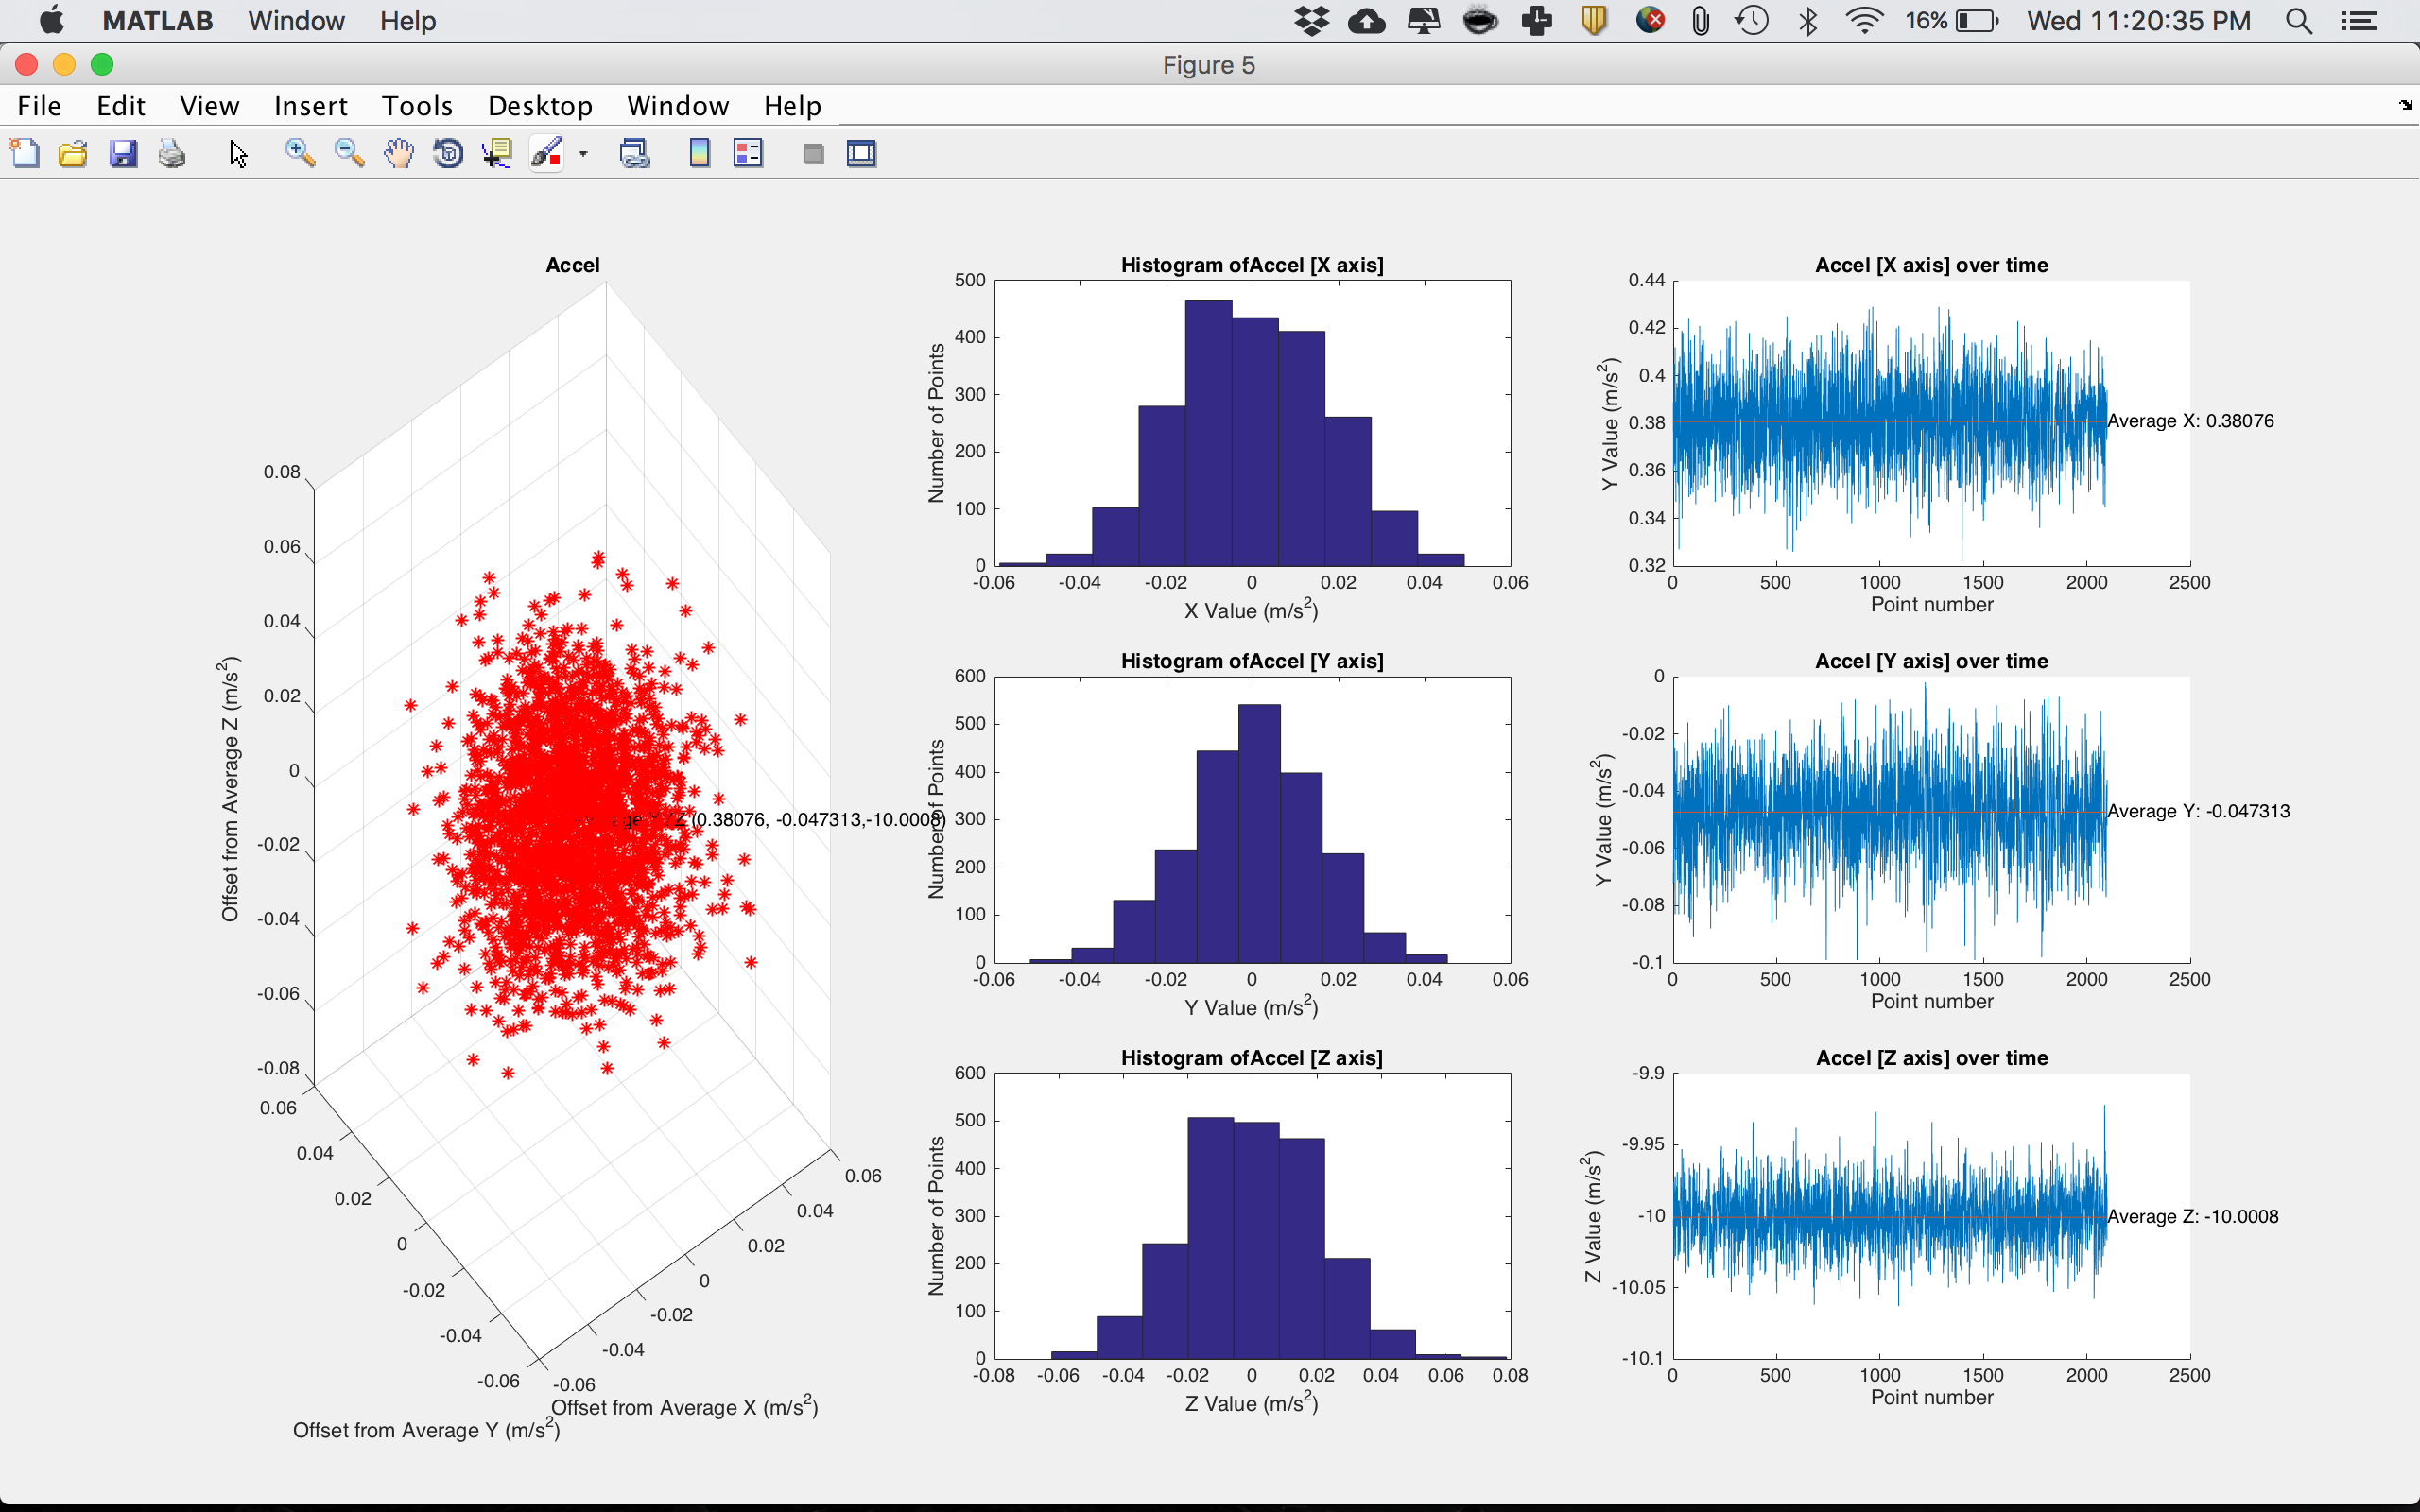 MATLAB Window Help 16% Wed 11:20:35 PM
Figure 5
File Edit View Insert Tools Desktop Window Help
Accel
0.08
0.06
0.04
0.02
0
-0.02
-0.04
-0.06
-0.08
Offset from Average Z (m/s²)
0.06
0.04
0.02
0
-0.02
-0.04
-0.06
Offset from Average Y (m/s²)
0.06
0.04
0.02
0
-0.02
-0.04
-0.06
Offset from Average X (m/s²)
(0.38076, -0.047313,-10.0008)
Histogram ofAccel [X axis]
500
400
300
200
100
0
Number of Points
-0.06 -0.04 -0.02 0 0.02 0.04 0.06
X Value (m/s²)
Accel [X axis] over time
0.44
0.42
0.4
0.38
0.36
0.34
0.32
Y Value (m/s²)
Average X: 0.38076
0 500 1000 1500 2000 2500
Point number
Histogram ofAccel [Y axis]
600
500
400
300
200
100
0
Number of Points
-0.06 -0.04 -0.02 0 0.02 0.04 0.06
Y Value (m/s²)
Accel [Y axis] over time
0
-0.02
-0.04
-0.06
-0.08
-0.1
Y Value (m/s²)
Average Y: -0.047313
0 500 1000 1500 2000 2500
Point number
Histogram ofAccel [Z axis]
600
500
400
300
200
100
0
Number of Points
-0.08 -0.06 -0.04 -0.02 0 0.02 0.04 0.06 0.08
Z Value (m/s²)
Accel [Z axis] over time
-9.9
-9.95
-10
-10.05
-10.1
Z Value (m/s²)
Average Z: -10.0008
0 500 1000 1500 2000 2500
Point number